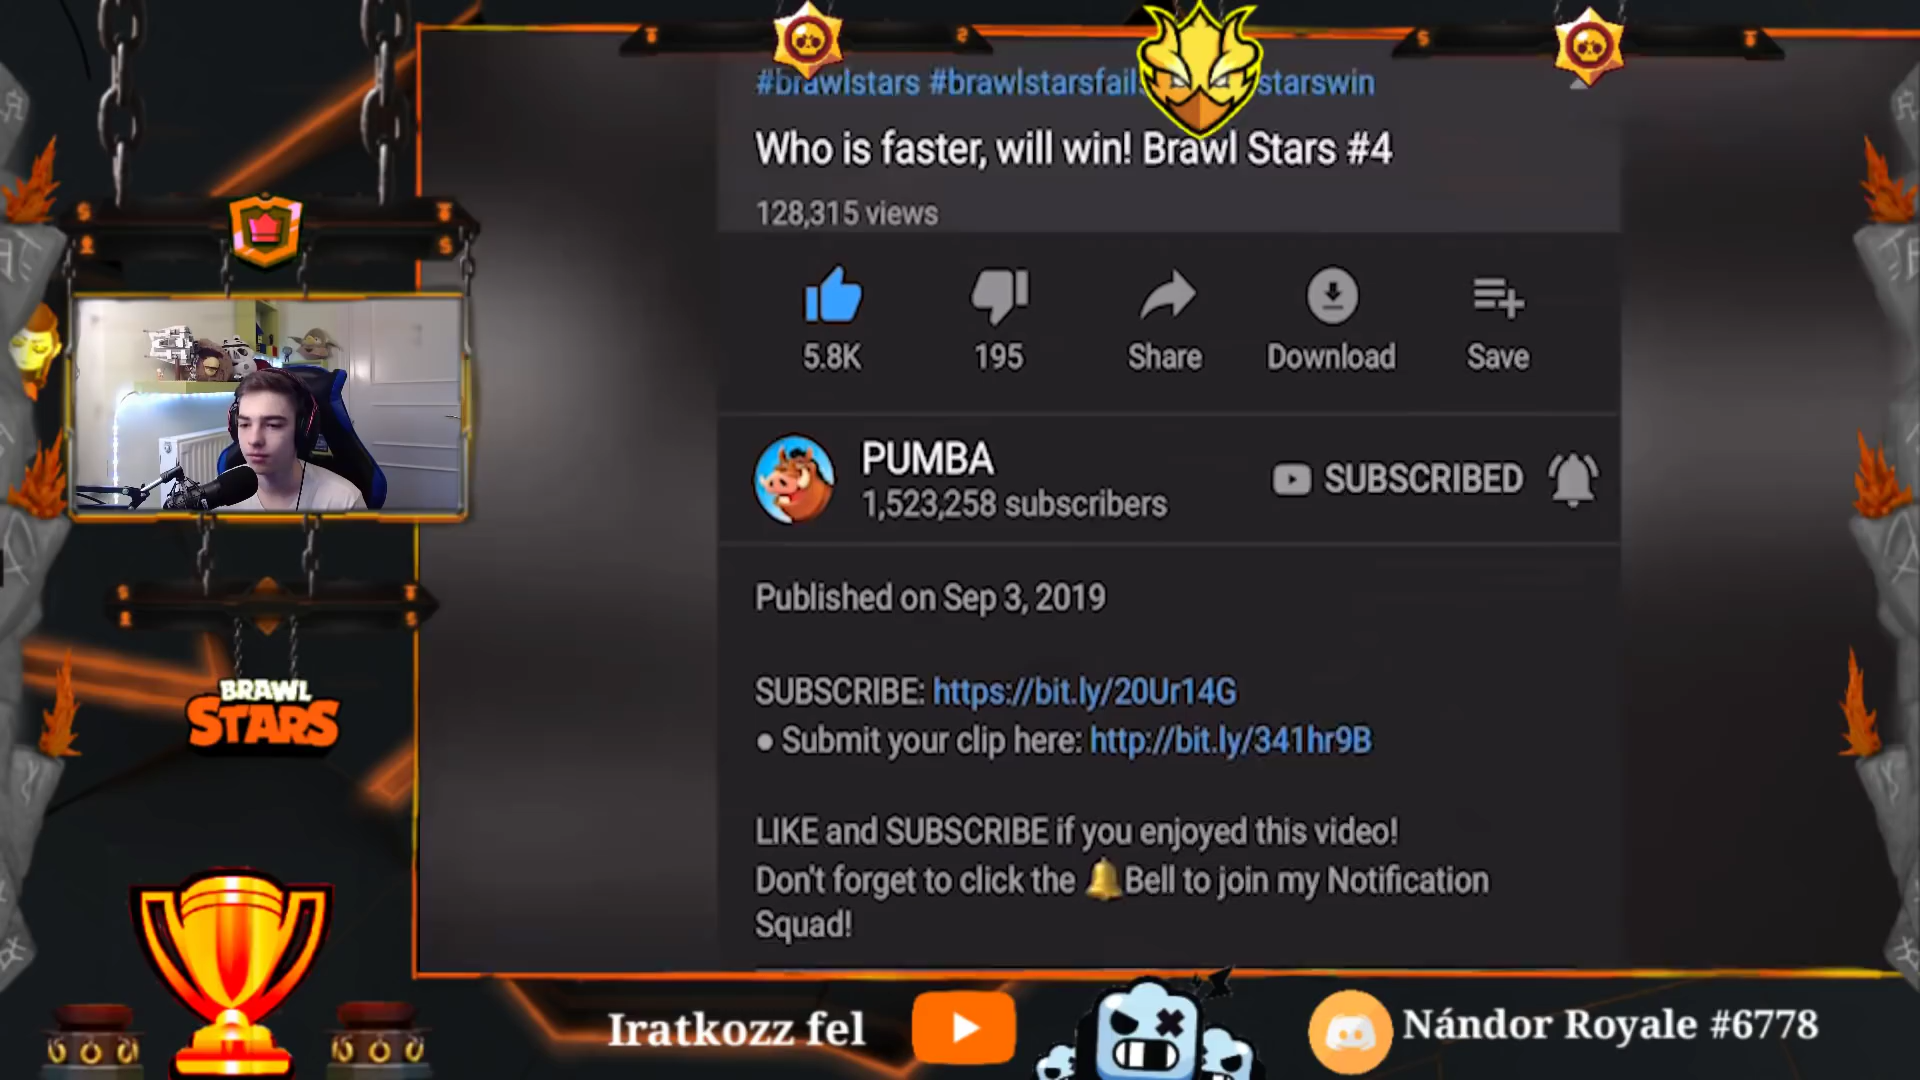 #brawlstars #brawlstarsfails starswin
Who is faster, will win! Brawl Stars #4
128,315 views
5.8K
195
Share
Download
Save
PUMBA
1,523,258 subscribers
SUBSCRIBED
Published on Sep 3, 2019
SUBSCRIBE: https://bit.ly/20Ur14G
● Submit your clip here: http://bit.ly/341hr9B
LIKE and SUBSCRIBE if you enjoyed this video!
Don't forget to click the 🔔Bell to join my Notification
Squad!
BRAWL
STARS
Iratkozz fel
Nándor Royale #6778